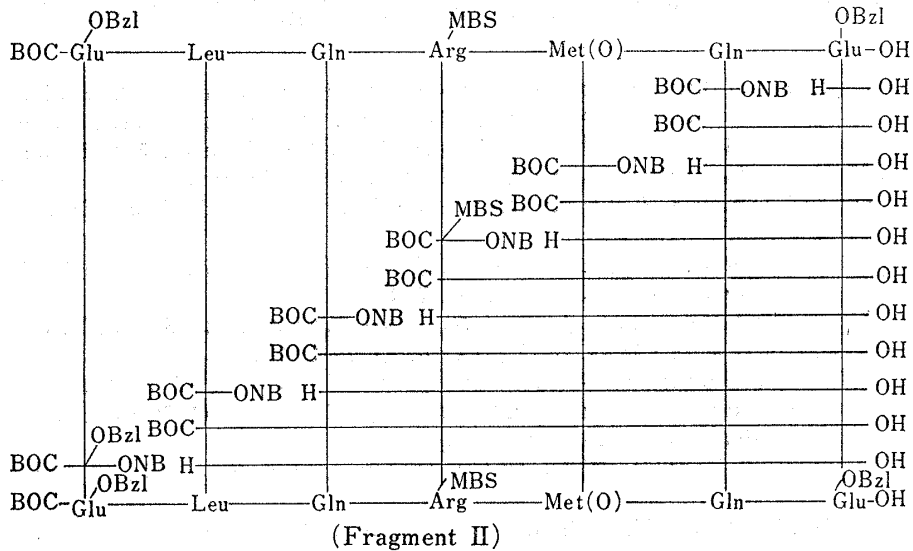 OBzl MBS OBzl
BOC-Glu Leu Gln Arg Met(O) Gln Glu-OH
BOC ONB H OH
BOC OH
BOC ONB H OH
BOC OH
MBS
BOC ONB H OH
BOC OH
BOC ONB H OH
BOC OH
BOC ONB H OH
OBzl BOC OH
BOC ONB H OH
OBzl MBS OBzl
BOC-Glu Leu Gln Arg Met(O) Gln Glu-OH
(Fragment II)